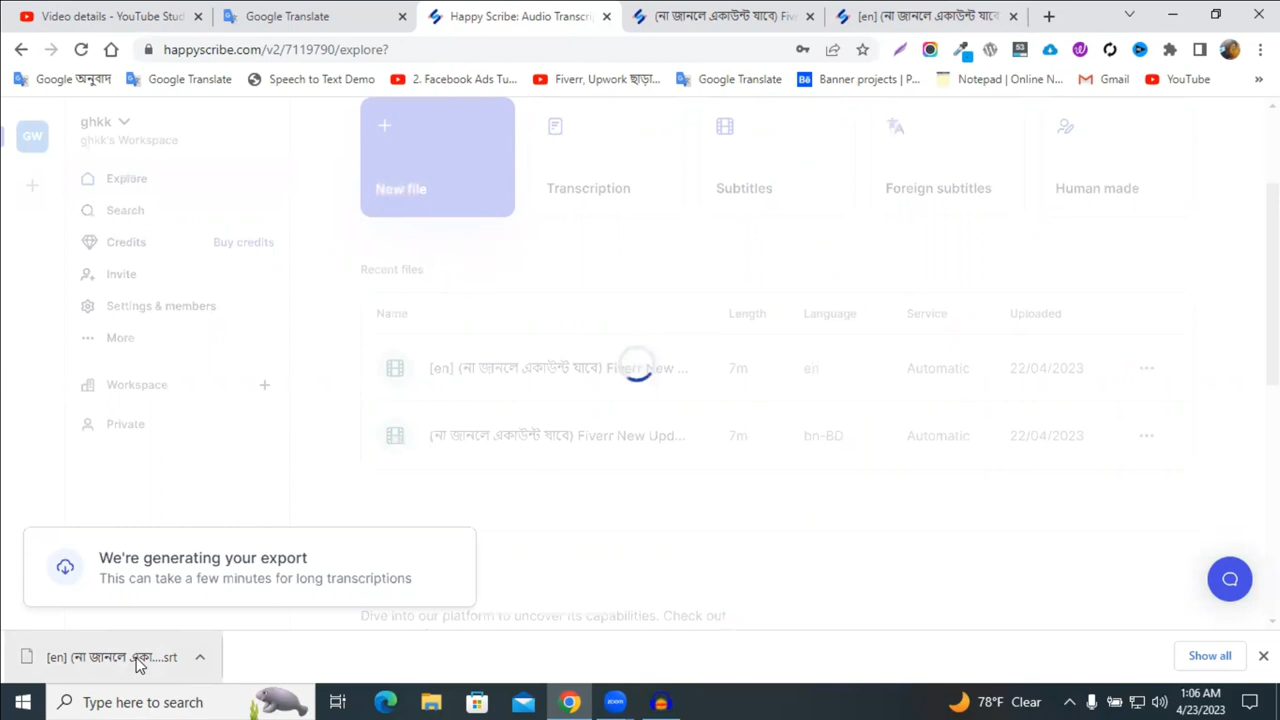 Video details - YouTube Stud
Google Translate
Happy Scribe: Audio Transcri
(না জানলে একাউন্ট যাবে) Fiv
[en] (না জানলে একাউন্ট যাবে
happyscribe.com/v2/7119790/explore?
53
Google অনুবাদ
Google Translate
Speech to Text Demo
2. Facebook Ads Tu...
Fiverr, Upwork ছাড়া...
Google Translate
Banner projects | P...
Notepad | Online N...
Gmail
YouTube
GW
ghkk
ghkk's Workspace
Explore
Search
Credits
Buy credits
Invite
Settings & members
More
Workspace
Private
New file
Transcription
Subtitles
Foreign subtitles
Human made
Recent files
Name Length Language Service Uploaded
[en] (না জানলে একাউন্ট যাবে) Fiverr New ... 7m en Automatic 22/04/2023
(না জানলে একাউন্ট যাবে) Fiverr New Upd... 7m bn-BD Automatic 22/04/2023
We're generating your export
This can take a few minutes for long transcriptions
Dive into our platform to uncover its capabilities. Check out
[en] (না জানলে একা....srt
Show all
Type here to search
zoom
78°F Clear
1:06 AM
4/23/2023